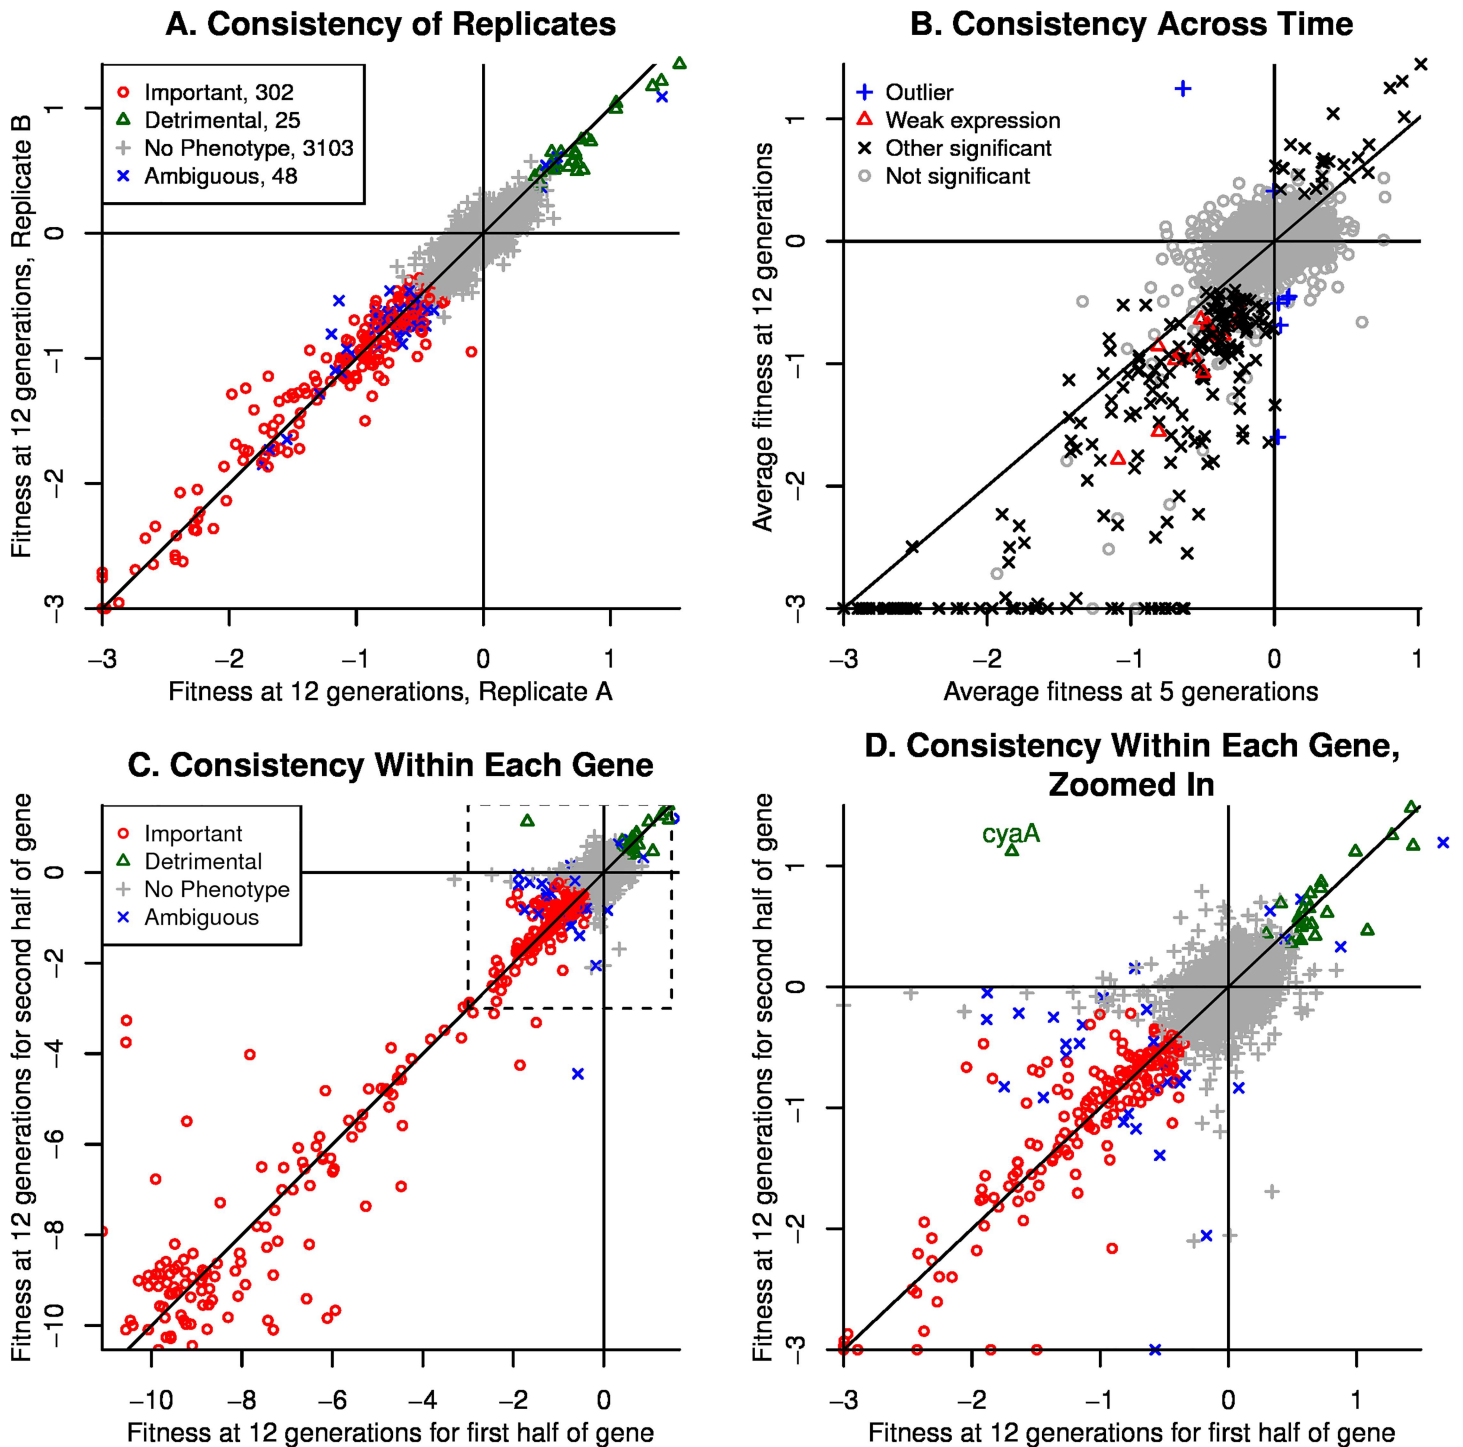 A. Consistency of Replicates
Important, 302
Detrimental, 25
No Phenotype, 3103
Ambiguous, 48
1
0
−1
−2
−3
Fitness at 12 generations, Replicate B
−3 −2 −1 0 1
Fitness at 12 generations, Replicate A
B. Consistency Across Time
Outlier
Weak expression
Other significant
Not significant
1
0
−1
−2
−3
Average fitness at 12 generations
−3 −2 −1 0 1
Average fitness at 5 generations
C. Consistency Within Each Gene
Important
Detrimental
No Phenotype
Ambiguous
0
−2
−4
−6
−8
−10
Fitness at 12 generations for second half of gene
−10 −8 −6 −4 −2 0
Fitness at 12 generations for first half of gene
D. Consistency Within Each Gene,
Zoomed In
cyaA
1
0
−1
−2
−3
Fitness at 12 generations for second half of gene
−3 −2 −1 0 1
Fitness at 12 generations for first half of gene